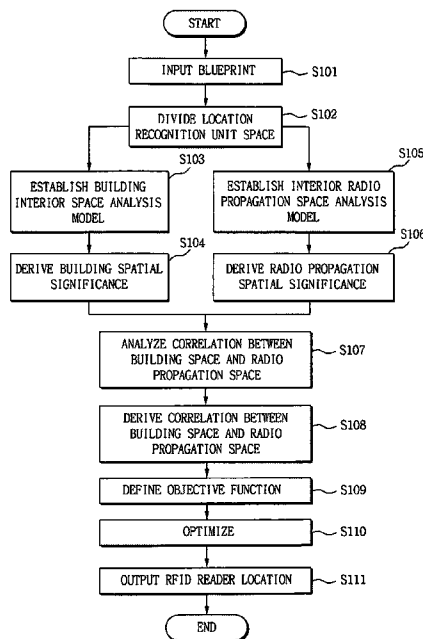 START
INPUT BLUEPRINT
S101
DIVIDE LOCATION
RECOGNITION UNIT SPACE
S102
S103
ESTABLISH BUILDING
INTERIOR SPACE ANALYSIS
MODEL
S105
ESTABLISH INTERIOR RADIO
PROPAGATION SPACE ANALYSIS
MODEL
S104
DERIVE BUILDING SPATIAL
SIGNIFICANCE
S106
DERIVE RADIO PROPAGATION
SPATIAL SIGNIFICANCE
ANALYZE CORRELATION BETWEEN
BUILDING SPACE AND RADIO
PROPAGATION SPACE
S107
DERIVE CORRELATION BETWEEN
BUILDING SPACE AND RADIO
PROPAGATION SPACE
S108
DEFINE OBJECTIVE FUNCTION
S109
OPTIMIZE
S110
OUTPUT RFID READER LOCATION
S111
END